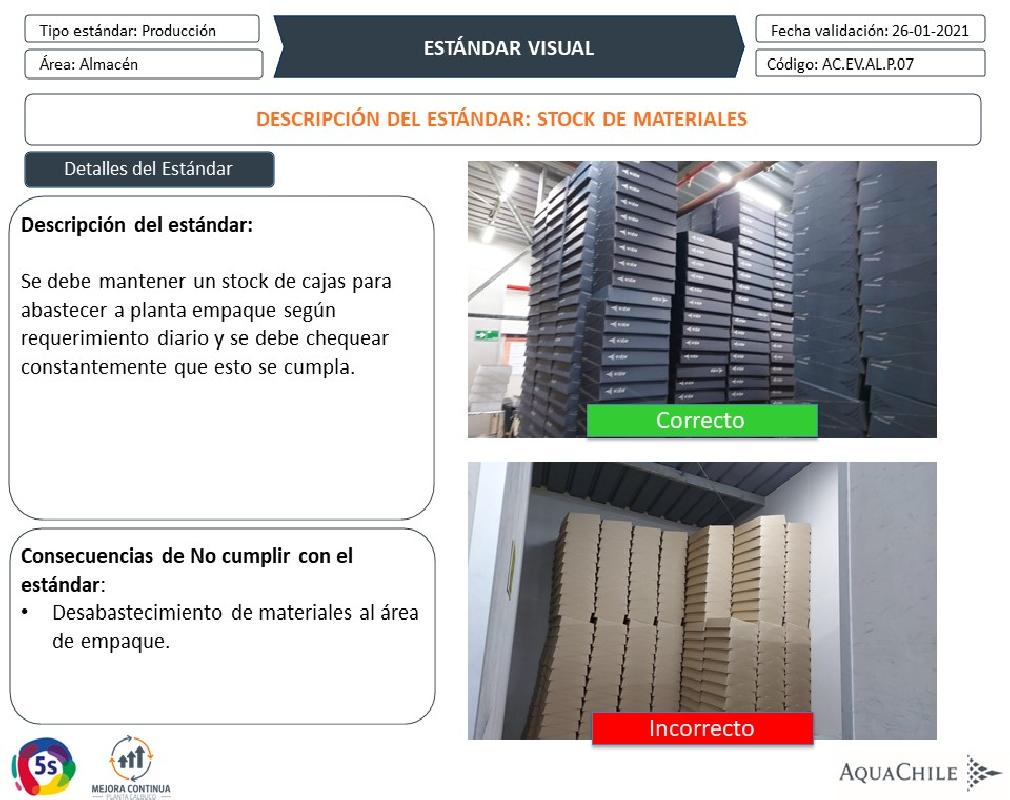 Tipo estándar: Producción
Área: Almacén
ESTÁNDAR VISUAL
Fecha validación: 26-01-2021
Código: AC.EV.AL.P.07
DESCRIPCIÓN DEL ESTÁNDAR: STOCK DE MATERIALES
Detalles del Estándar
Descripción del estándar:
Se debe mantener un stock de cajas para
abastecer a planta empaque según
requerimiento diario y se debe chequear
constantemente que esto se cumpla.
Correcto
Consecuencias de No cumplir con el
estándar:
• Desabastecimiento de materiales al área
de empaque.
Incorrecto
5s
MEJORA CONTINUA
PLANTA CALBUCO
AQUACHILE